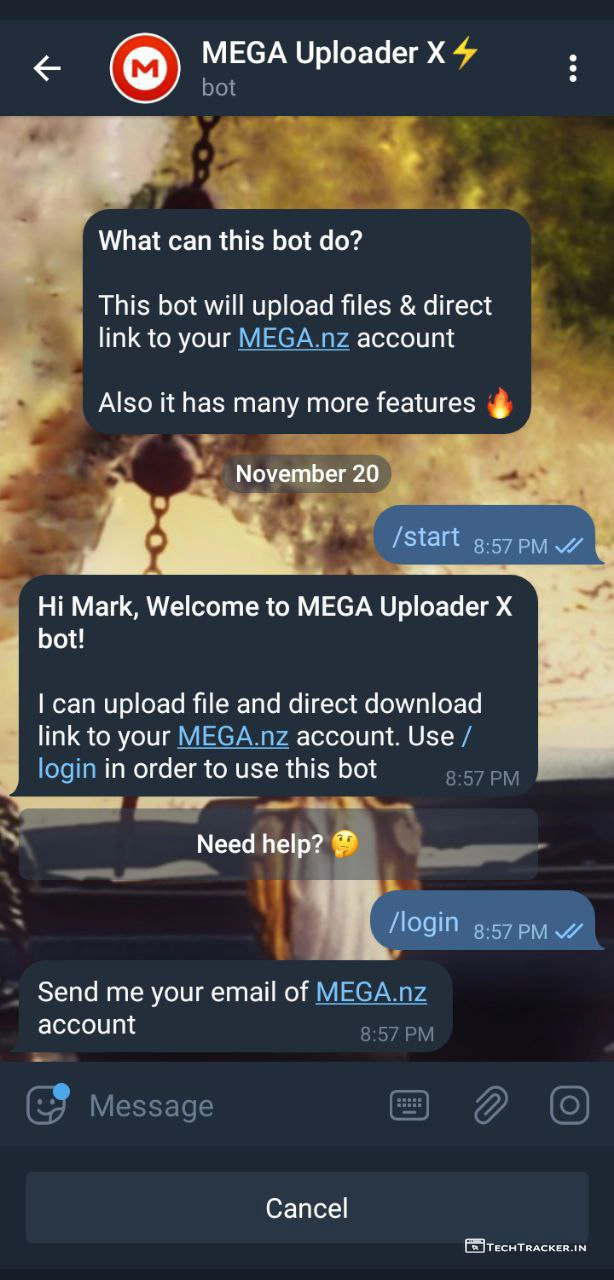 MEGA Uploader X⚡
bot
What can this bot do?
This bot will upload files & direct
link to your MEGA.nz account
Also it has many more features 🔥
November 20
/start 8:57 PM
Hi Mark, Welcome to MEGA Uploader X
bot!
I can upload file and direct download
link to your MEGA.nz account. Use /
login in order to use this bot
8:57 PM
Need help? 🤔
/login 8:57 PM
Send me your email of MEGA.nz
account
8:57 PM
Message
Cancel
TECHTRACKER.IN